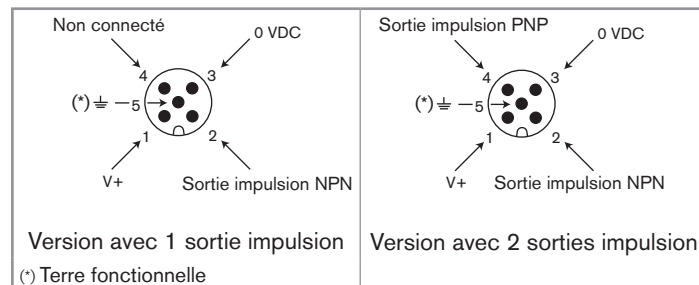 Non connecté
0 VDC
4
3
(*)
5
1
2
V+
Sortie impulsion NPN
Version avec 1 sortie impulsion
(*) Terre fonctionnelle
Sortie impulsion PNP
0 VDC
4
3
(*)
5
1
2
V+
Sortie impulsion NPN
Version avec 2 sorties impulsion